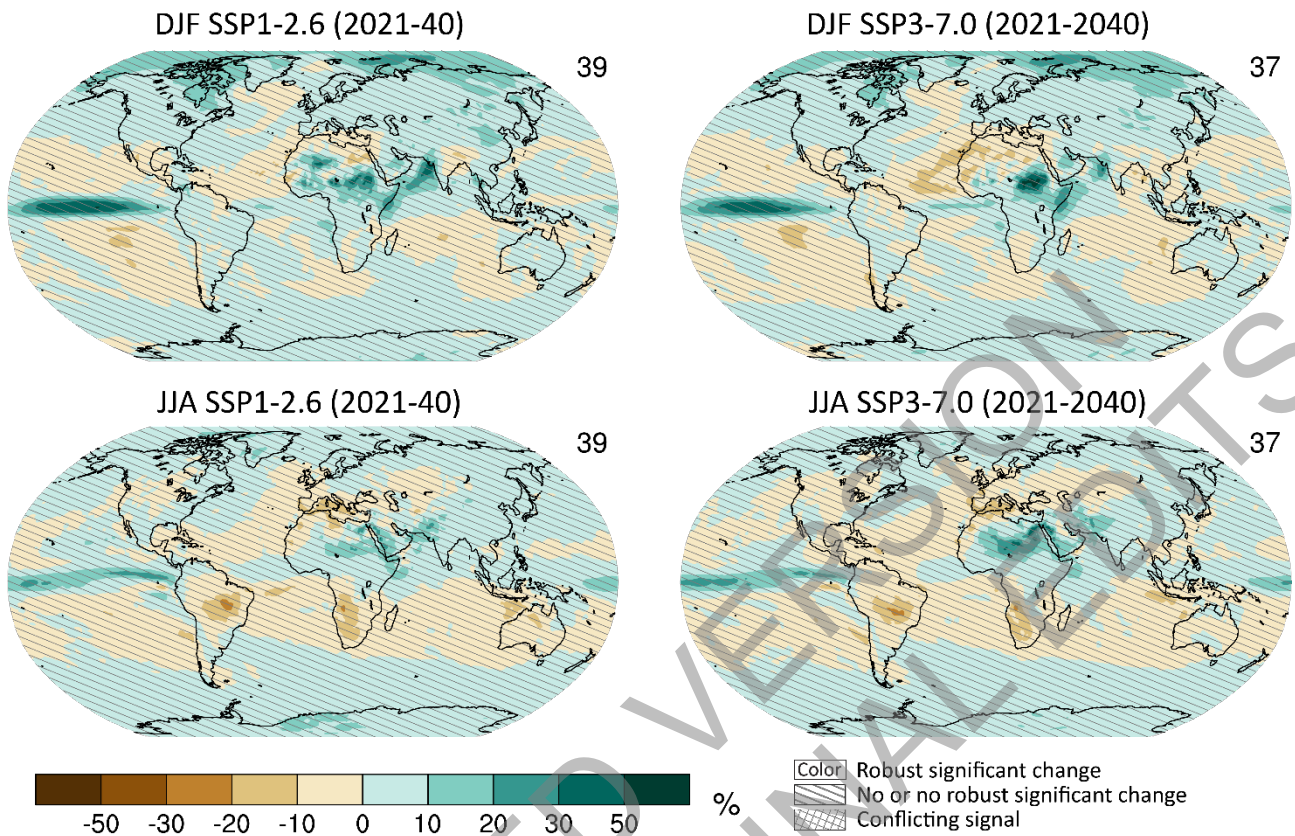 DJF SSP1-2.6 (2021-40)
DJF SSP3-7.0 (2021-2040)
39
37
JJA SSP1-2.6 (2021-40)
JJA SSP3-7.0 (2021-2040)
39
37
-50 -30 -20 -10 0 10 20 30 50
%
Color Robust significant change
No or no robust significant change
Conflicting signal
VERSION
EDITS